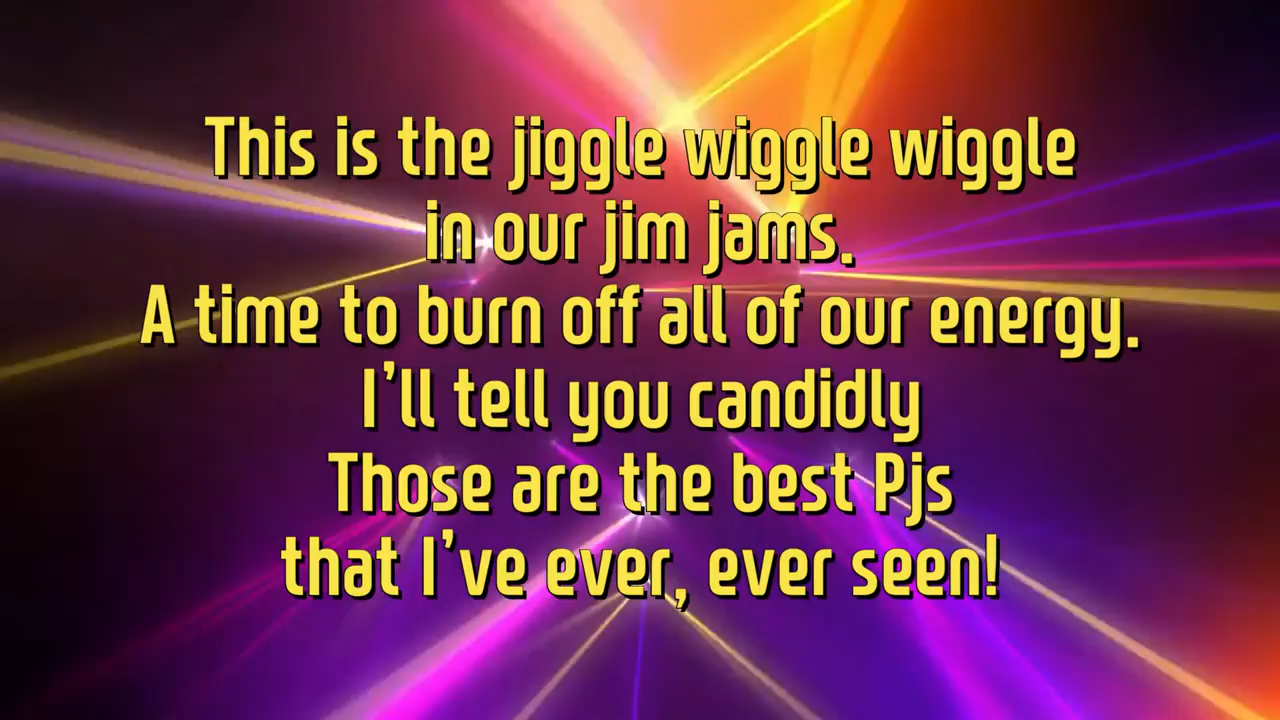 This is the jiggle wiggle wiggle
in our jim jams.
A time to burn off all of our energy.
I'll tell you candidly
Those are the best Pjs
that I've ever, ever seen!